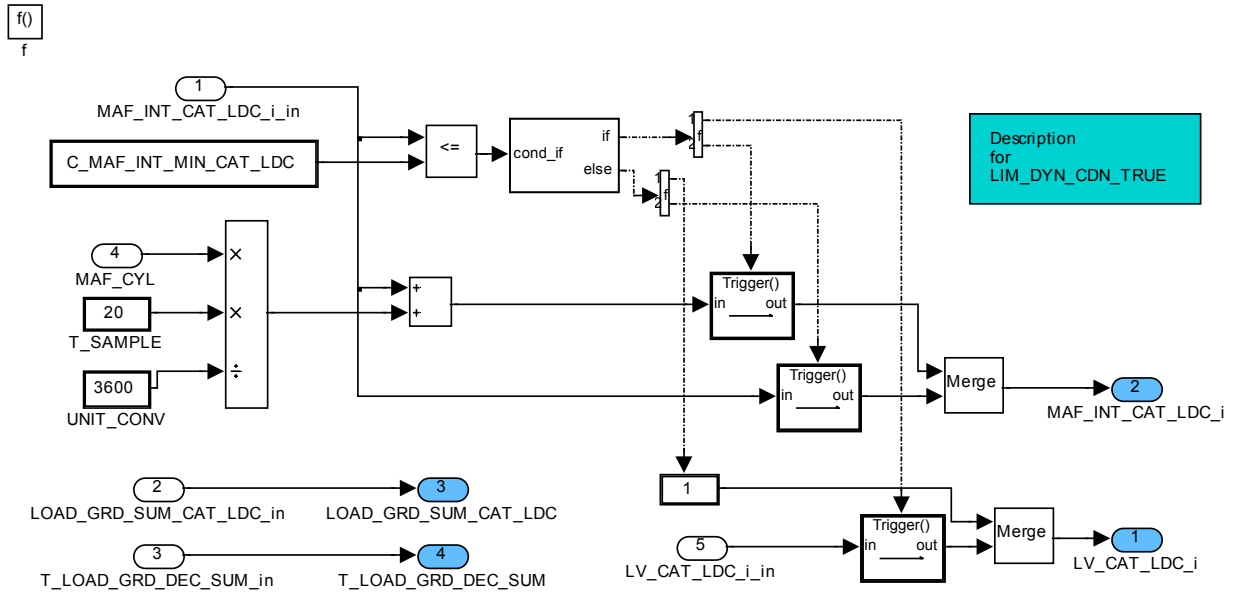 f()
f
1
MAF_INT_CAT_LDC_i_in
C_MAF_INT_MIN_CAT_LDC
<=
cond_if
if
else
1
2
f
1
2
f
Description
for
LIM_DYN_CDN_TRUE
4
MAF_CYL
20
T_SAMPLE
3600
UNIT_CONV
×
×
÷
+
+
Trigger()
in
out
Trigger()
in
out
Merge
2
MAF_INT_CAT_LDC_i
2
LOAD_GRD_SUM_CAT_LDC_in
3
LOAD_GRD_SUM_CAT_LDC
3
T_LOAD_GRD_DEC_SUM_in
4
T_LOAD_GRD_DEC_SUM
1
5
LV_CAT_LDC_i_in
Trigger()
in
out
Merge
1
LV_CAT_LDC_i